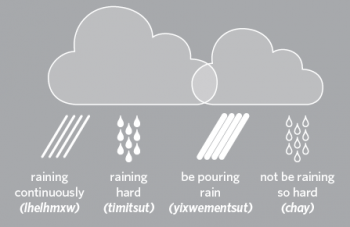 raining
continuously
(lhelhmxw)
raining
hard
(timitsut)
be pouring
rain
(yixwementsut)
not be raining
so hard
(chay)